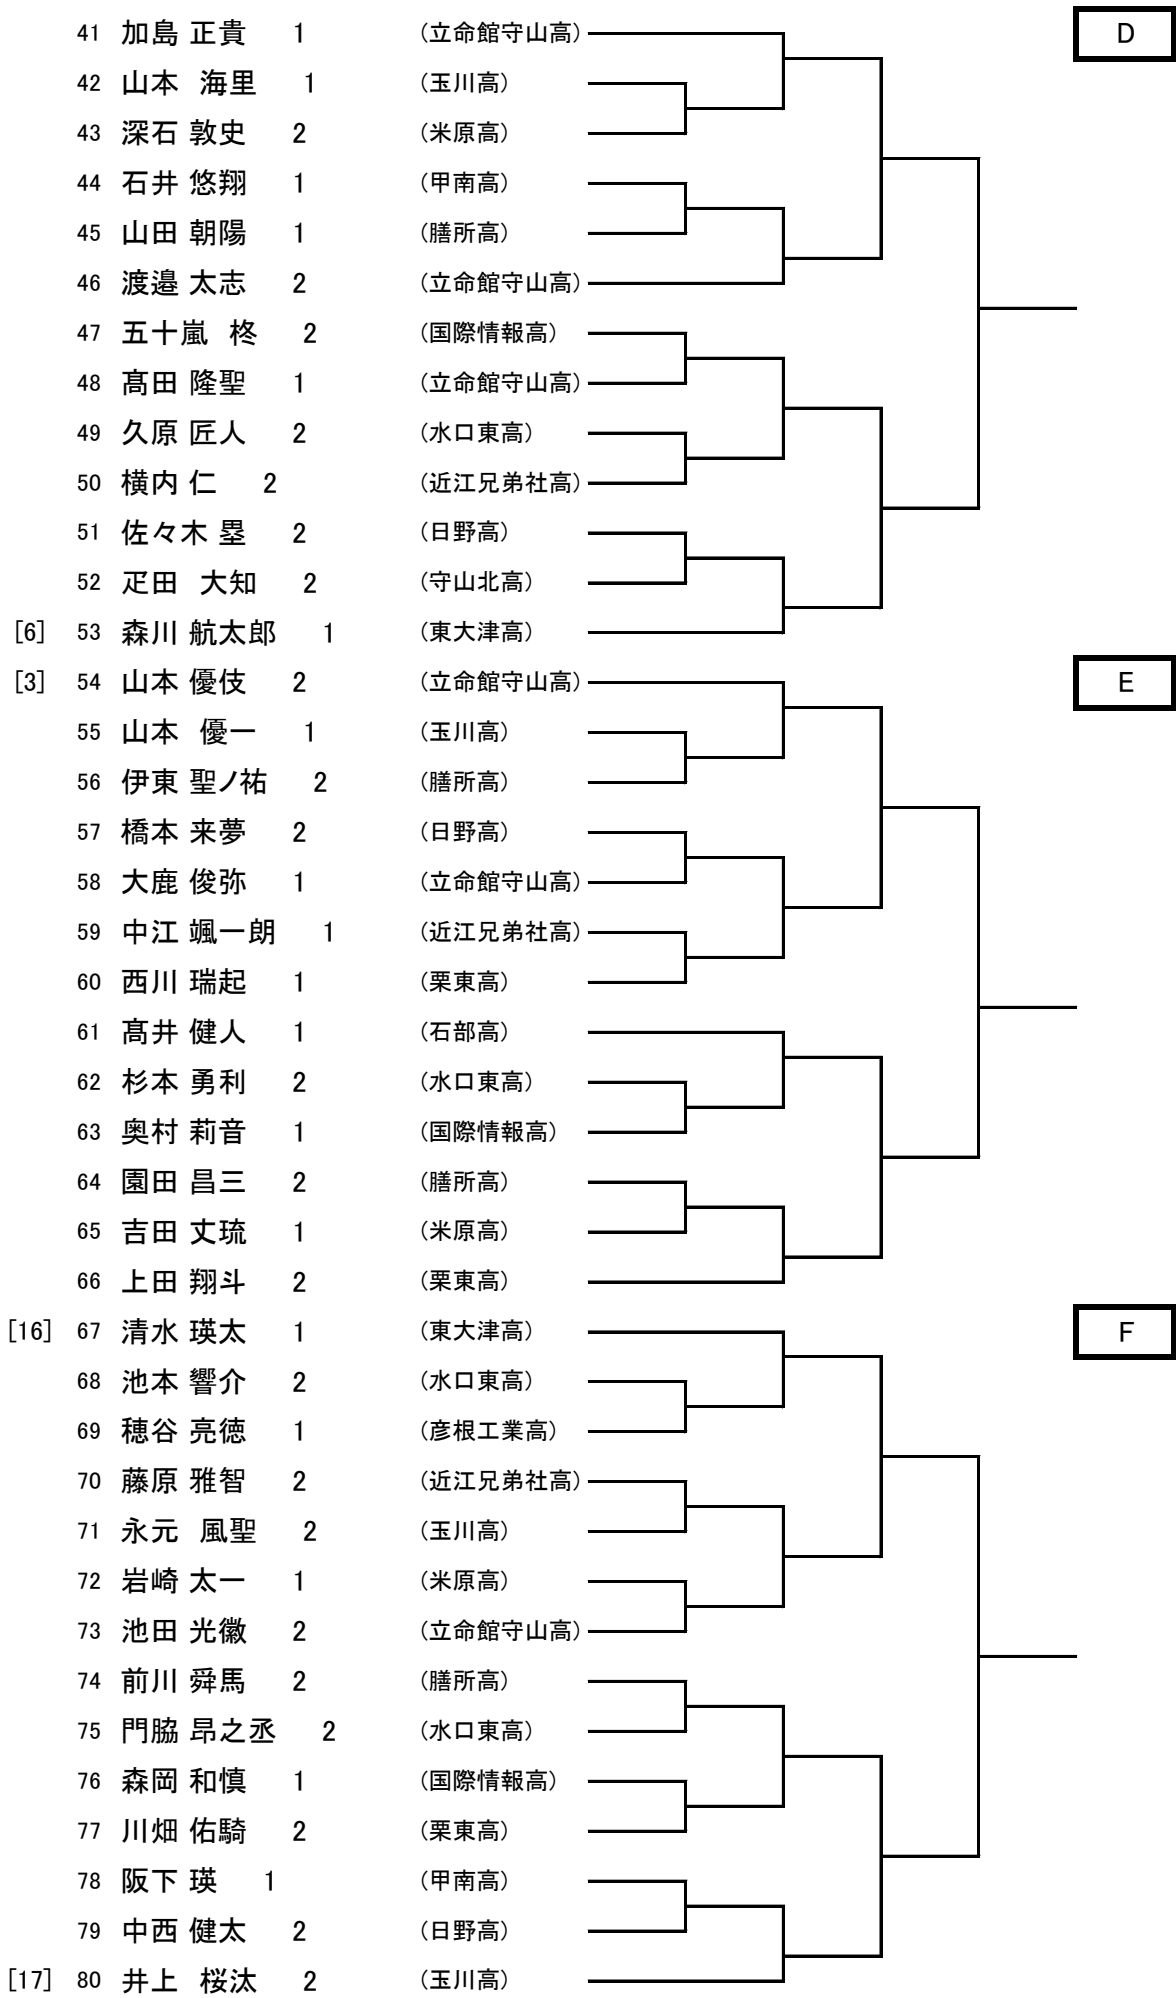 41 加島 正貴 1 (立命館守山高) D
42 山本 海里 1 (玉川高)
43 深石 敦史 2 (米原高)
44 石井 悠翔 1 (甲南高)
45 山田 朝陽 1 (膳所高)
46 渡邉 太志 2 (立命館守山高)
47 五十嵐 柊 2 (国際情報高)
48 髙田 隆聖 1 (立命館守山高)
49 久原 匠人 2 (水口東高)
50 横内 仁 2 (近江兄弟社高)
51 佐々木 塁 2 (日野高)
52 疋田 大知 2 (守山北高)
[6] 53 森川 航太郎 1 (東大津高)
[3] 54 山本 優伎 2 (立命館守山高) E
55 山本 優一 1 (玉川高)
56 伊東 聖ノ祐 2 (膳所高)
57 橋本 来夢 2 (日野高)
58 大鹿 俊弥 1 (立命館守山高)
59 中江 颯一朗 1 (近江兄弟社高)
60 西川 瑞起 1 (栗東高)
61 髙井 健人 1 (石部高)
62 杉本 勇利 2 (水口東高)
63 奥村 莉音 1 (国際情報高)
64 園田 昌三 2 (膳所高)
65 吉田 丈琉 1 (米原高)
66 上田 翔斗 2 (栗東高)
[16] 67 清水 瑛太 1 (東大津高) F
68 池本 響介 2 (水口東高)
69 穂谷 亮徳 1 (彦根工業高)
70 藤原 雅智 2 (近江兄弟社高)
71 永元 風聖 2 (玉川高)
72 岩崎 太一 1 (米原高)
73 池田 光徹 2 (立命館守山高)
74 前川 舜馬 2 (膳所高)
75 門脇 昂之丞 2 (水口東高)
76 森岡 和慎 1 (国際情報高)
77 川畑 佑騎 2 (栗東高)
78 阪下 瑛 1 (甲南高)
79 中西 健太 2 (日野高)
[17] 80 井上 桜汰 2 (玉川高)